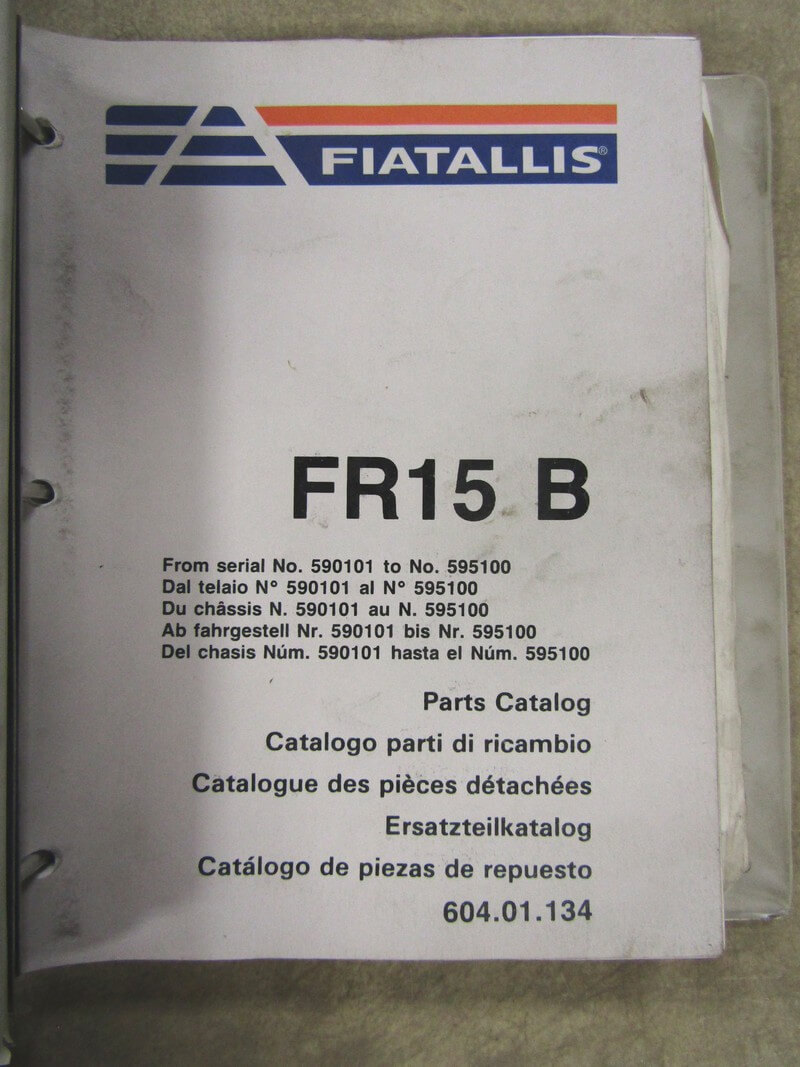 FIATALLIS®
FR15 B
From serial No. 590101 to No. 595100
Dal telaio N° 590101 al N° 595100
Du châssis N. 590101 au N. 595100
Ab fahrgestell Nr. 590101 bis Nr. 595100
Del chasis Núm. 590101 hasta el Núm. 595100
Parts Catalog
Catalogo parti di ricambio
Catalogue des pièces détachées
Ersatzteilkatalog
Catálogo de piezas de repuesto
604.01.134